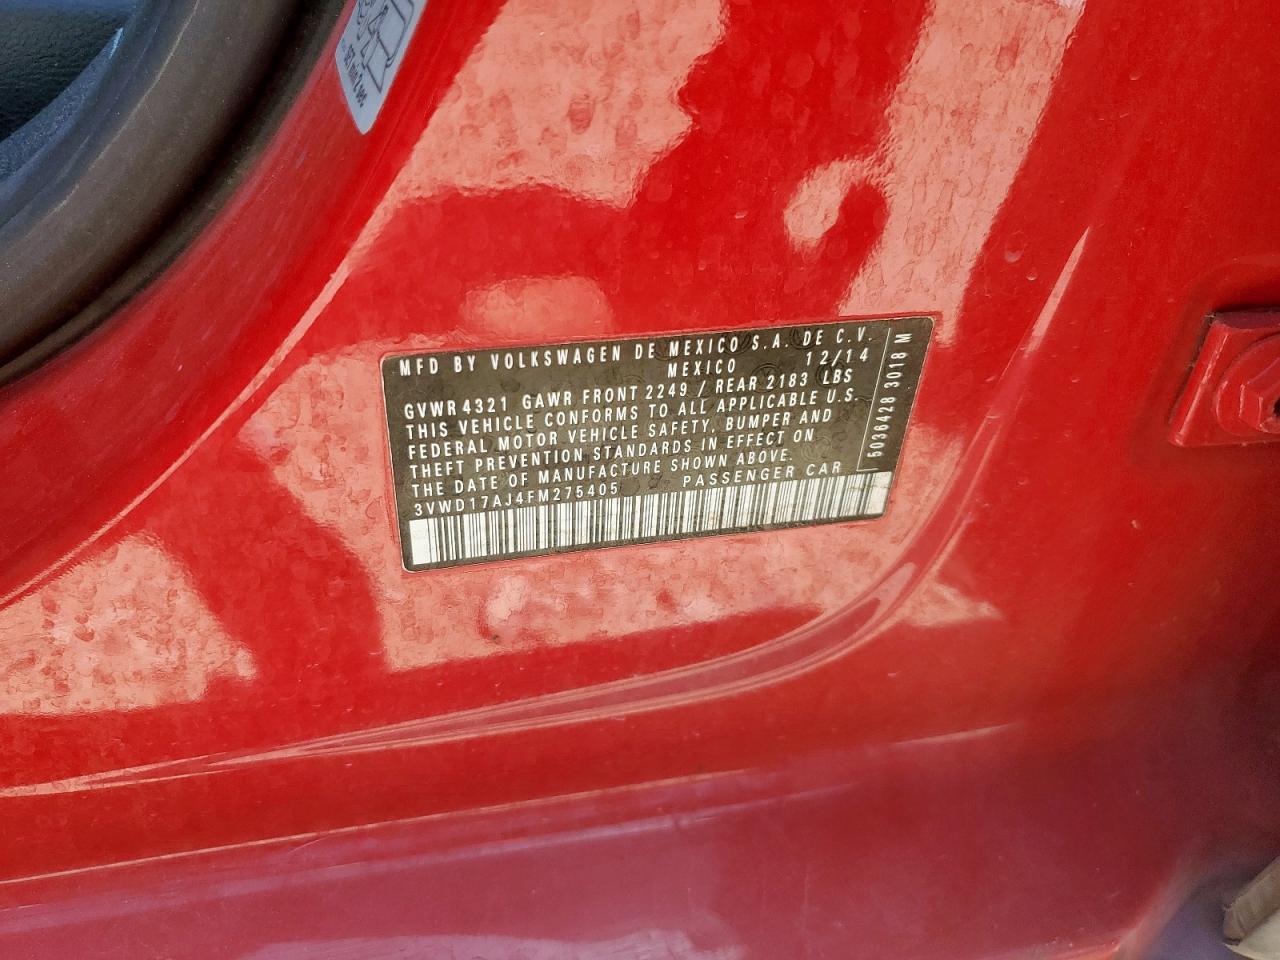 MFD BY VOLKSWAGEN DE MEXICO S.A. DE C.V.
MEXICO 12/14
GVWR 4321 GAWR FRONT 2249 / REAR 2183 LBS
THIS VEHICLE CONFORMS TO ALL APPLICABLE U.S.
FEDERAL MOTOR VEHICLE SAFETY, BUMPER AND
THEFT PREVENTION STANDARDS IN EFFECT ON
THE DATE OF MANUFACTURE SHOWN ABOVE.
3VWD17AJ4FM275405 PASSENGER CAR
5036428 3018 M